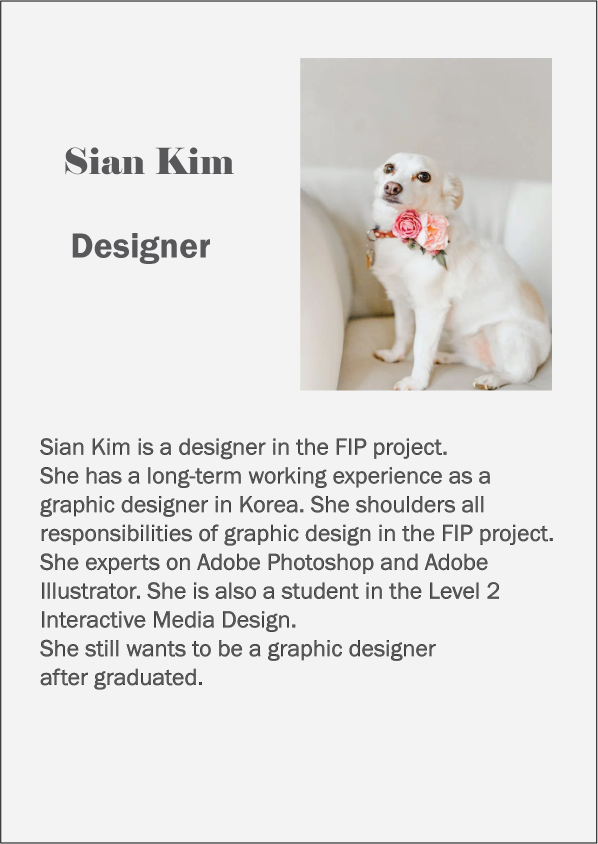 Sian Kim
Designer
Sian Kim is a designer in the FIP project.
She has a long-term working experience as a
graphic designer in Korea. She shoulders all
responsibilities of graphic design in the FIP project.
She experts on Adobe Photoshop and Adobe
Illustrator. She is also a student in the Level 2
Interactive Media Design.
She still wants to be a graphic designer
after graduated.